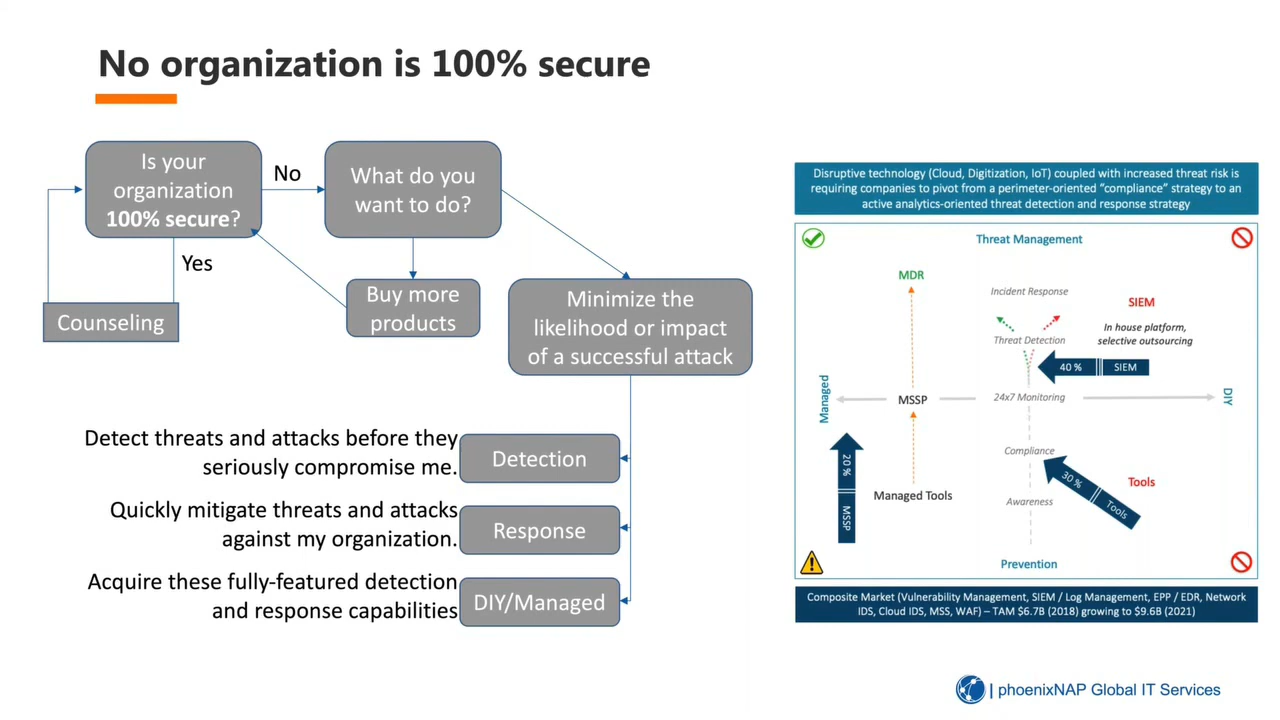 No organization is 100% secure
Is your
organization
100% secure?
No
What do you
want to do?
Yes
Counseling
Buy more
products
Minimize the
likelihood or impact
of a successful attack
Detect threats and attacks before they
seriously compromise me.
Detection
Quickly mitigate threats and attacks
against my organization.
Response
Acquire these fully-featured detection
and response capabilities
DIY/Managed
Disruptive technology (Cloud, Digitization, IoT) coupled with increased threat risk is
requiring companies to pivot from a perimeter-oriented “compliance” strategy to an
active analytics-oriented threat detection and response strategy
Threat Management
MDR
Incident Response
SIEM
In house platform,
selective outsourcing
Threat Detection
40 %
SIEM
Managed
MSSP
24x7 Monitoring
DIY
20 %
MSSP
Compliance
30 %
Tools
Tools
Managed Tools
Awareness
Prevention
Composite Market (Vulnerability Management, SIEM / Log Management, EPP / EDR, Network
IDS, Cloud IDS, MSS, WAF) – TAM $6.7B (2018) growing to $9.6B (2021)
| phoenixNAP Global IT Services